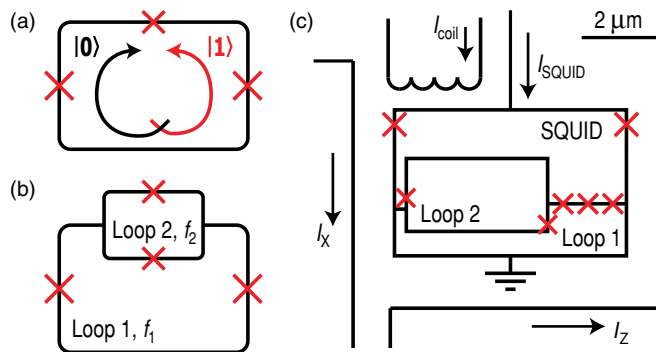 (a)
|0⟩ |1⟩
(b)
Loop 2, f2
Loop 1, f1
(c)
Icoil
ISQUID
2 μm
SQUID
Loop 2
Loop 1
IX
IZ